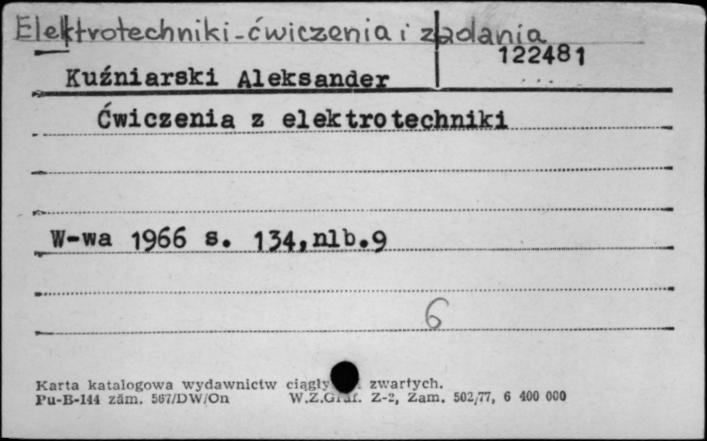 Elektrotechniki-ćwiczenia i zadania
122481
Kuźniarski Aleksander
Ćwiczenia z elektrotechniki
W-wa 1966 s. 134,nlb.9
6
Karta katalogowa wydawnictw zwartych.
Pu-B-144 zam. 567/DW/On W.Z.Graf. Z-2, Zam. 502/77, 6 400 000